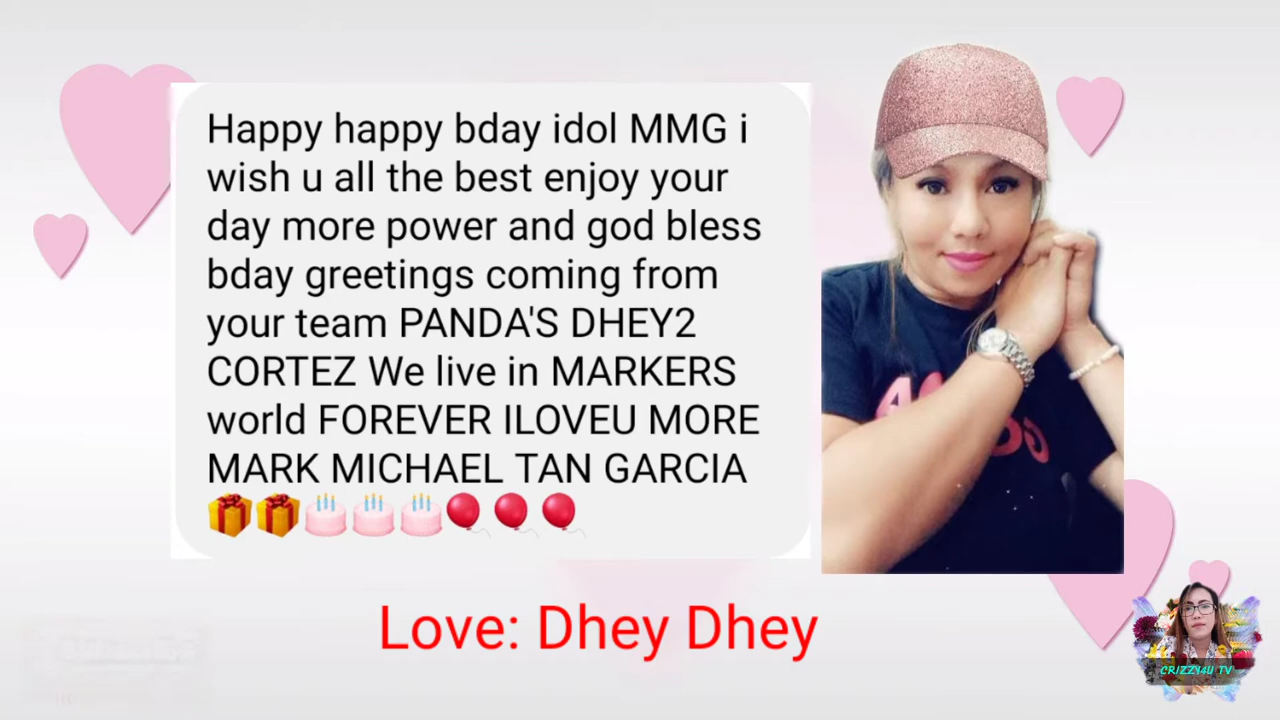 Happy happy bday idol MMG i
wish u all the best enjoy your
day more power and god bless
bday greetings coming from
your team PANDA'S DHEY2
CORTEZ We live in MARKERS
world FOREVER ILOVEU MORE
MARK MICHAEL TAN GARCIA
🎁🎁🎂🎂🎂🎈🎈🎈
Love: Dhey Dhey
CRIZZY4U TV